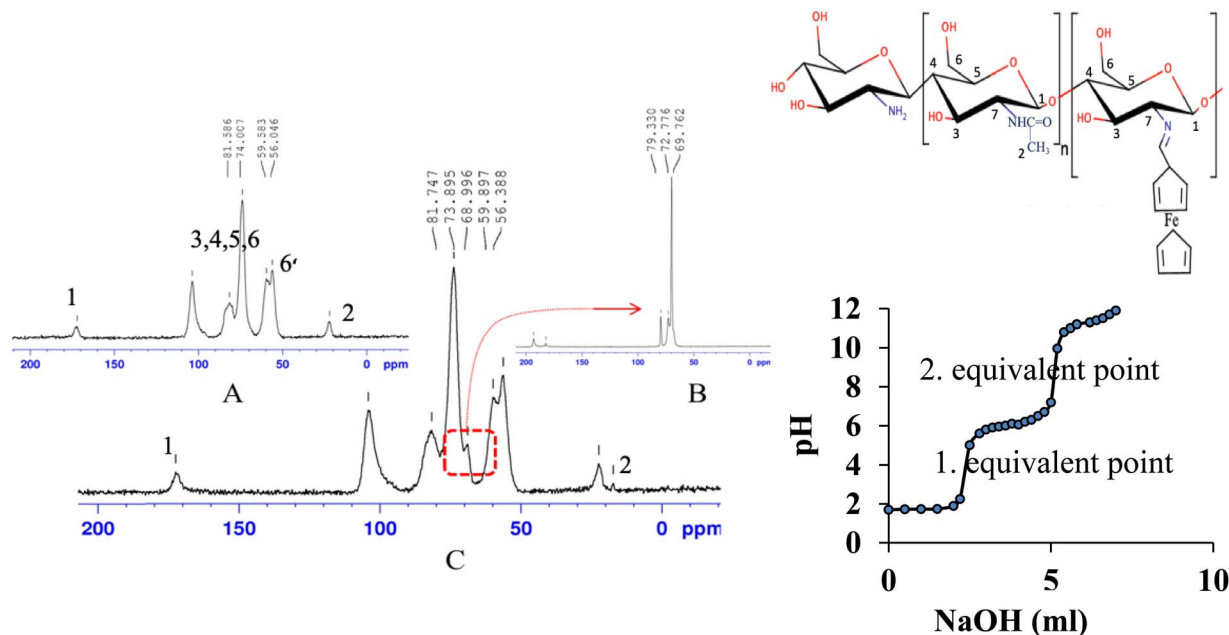 81.586
74.007
59.583
56.046
1
3,4,5,6
6'
2
210 200 150 100 50 0 ppm
A
81.747
73.895
68.996
59.897
56.388
79.330
72.776
69.762
200 150 100 50 0 ppm
B
1
2
200 150 100 50 0 ppm
C
OH
HO
HO
O
NH₂
OH
6
4
5
O
HO
3
7
1
O
NHC=O
2 CH₃
n
OH
6
4
5
O
HO
3
7
1
O
N
Fe
12
10
8
6
4
2
0
pH
2. equivalent point
1. equivalent point
0 5 10
NaOH (ml)